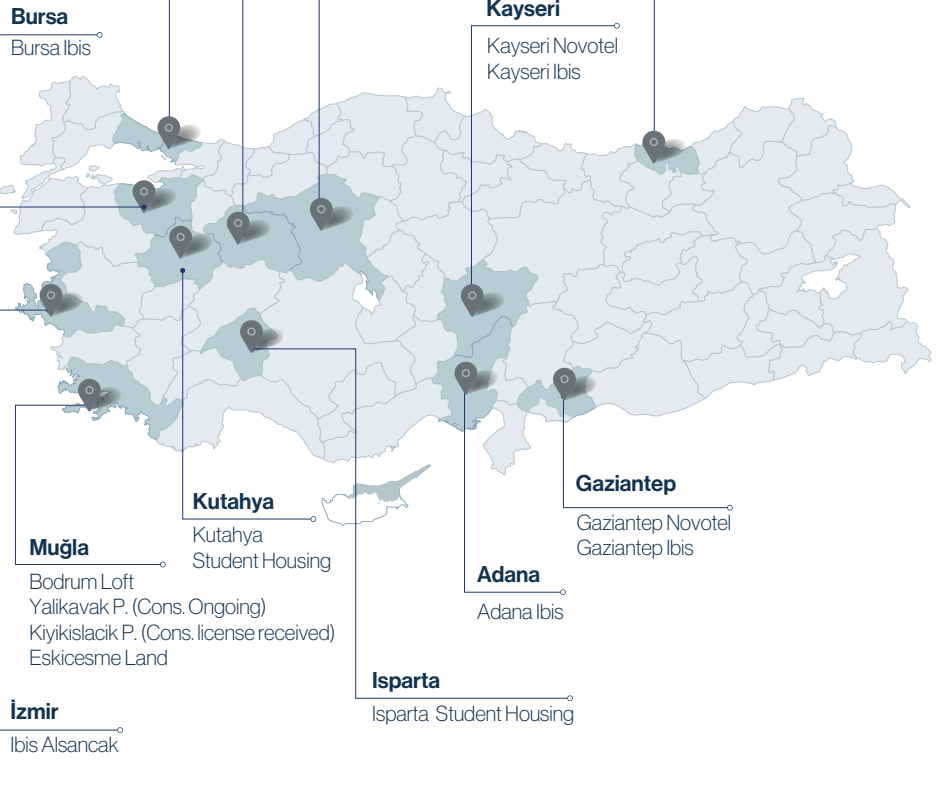 Bursa
Bursa Ibis
Kayseri
Kayseri Novotel
Kayseri Ibis
Gaziantep
Gaziantep Novotel
Gaziantep Ibis
Kutahya
Kutahya
Student Housing
Muğla
Bodrum Loft
Yalikavak P. (Cons. Ongoing)
Kiyikislacik P. (Cons. license received)
Eskicesme Land
Adana
Adana Ibis
Isparta
Isparta Student Housing
İzmir
Ibis Alsancak